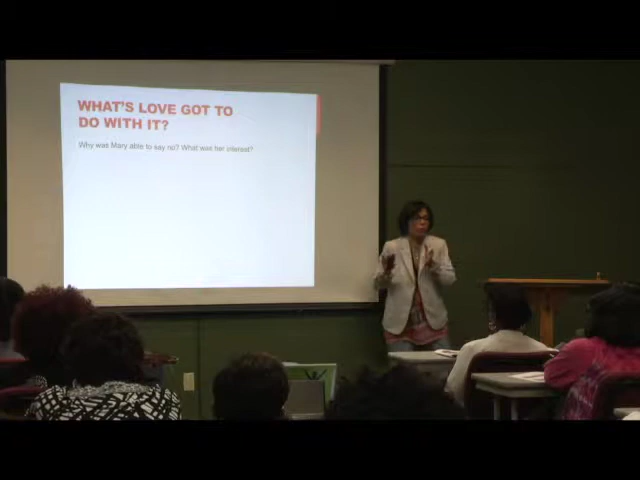 WHAT'S LOVE GOT TO
DO WITH IT?
Why was Mary able to say no? What was her interest?